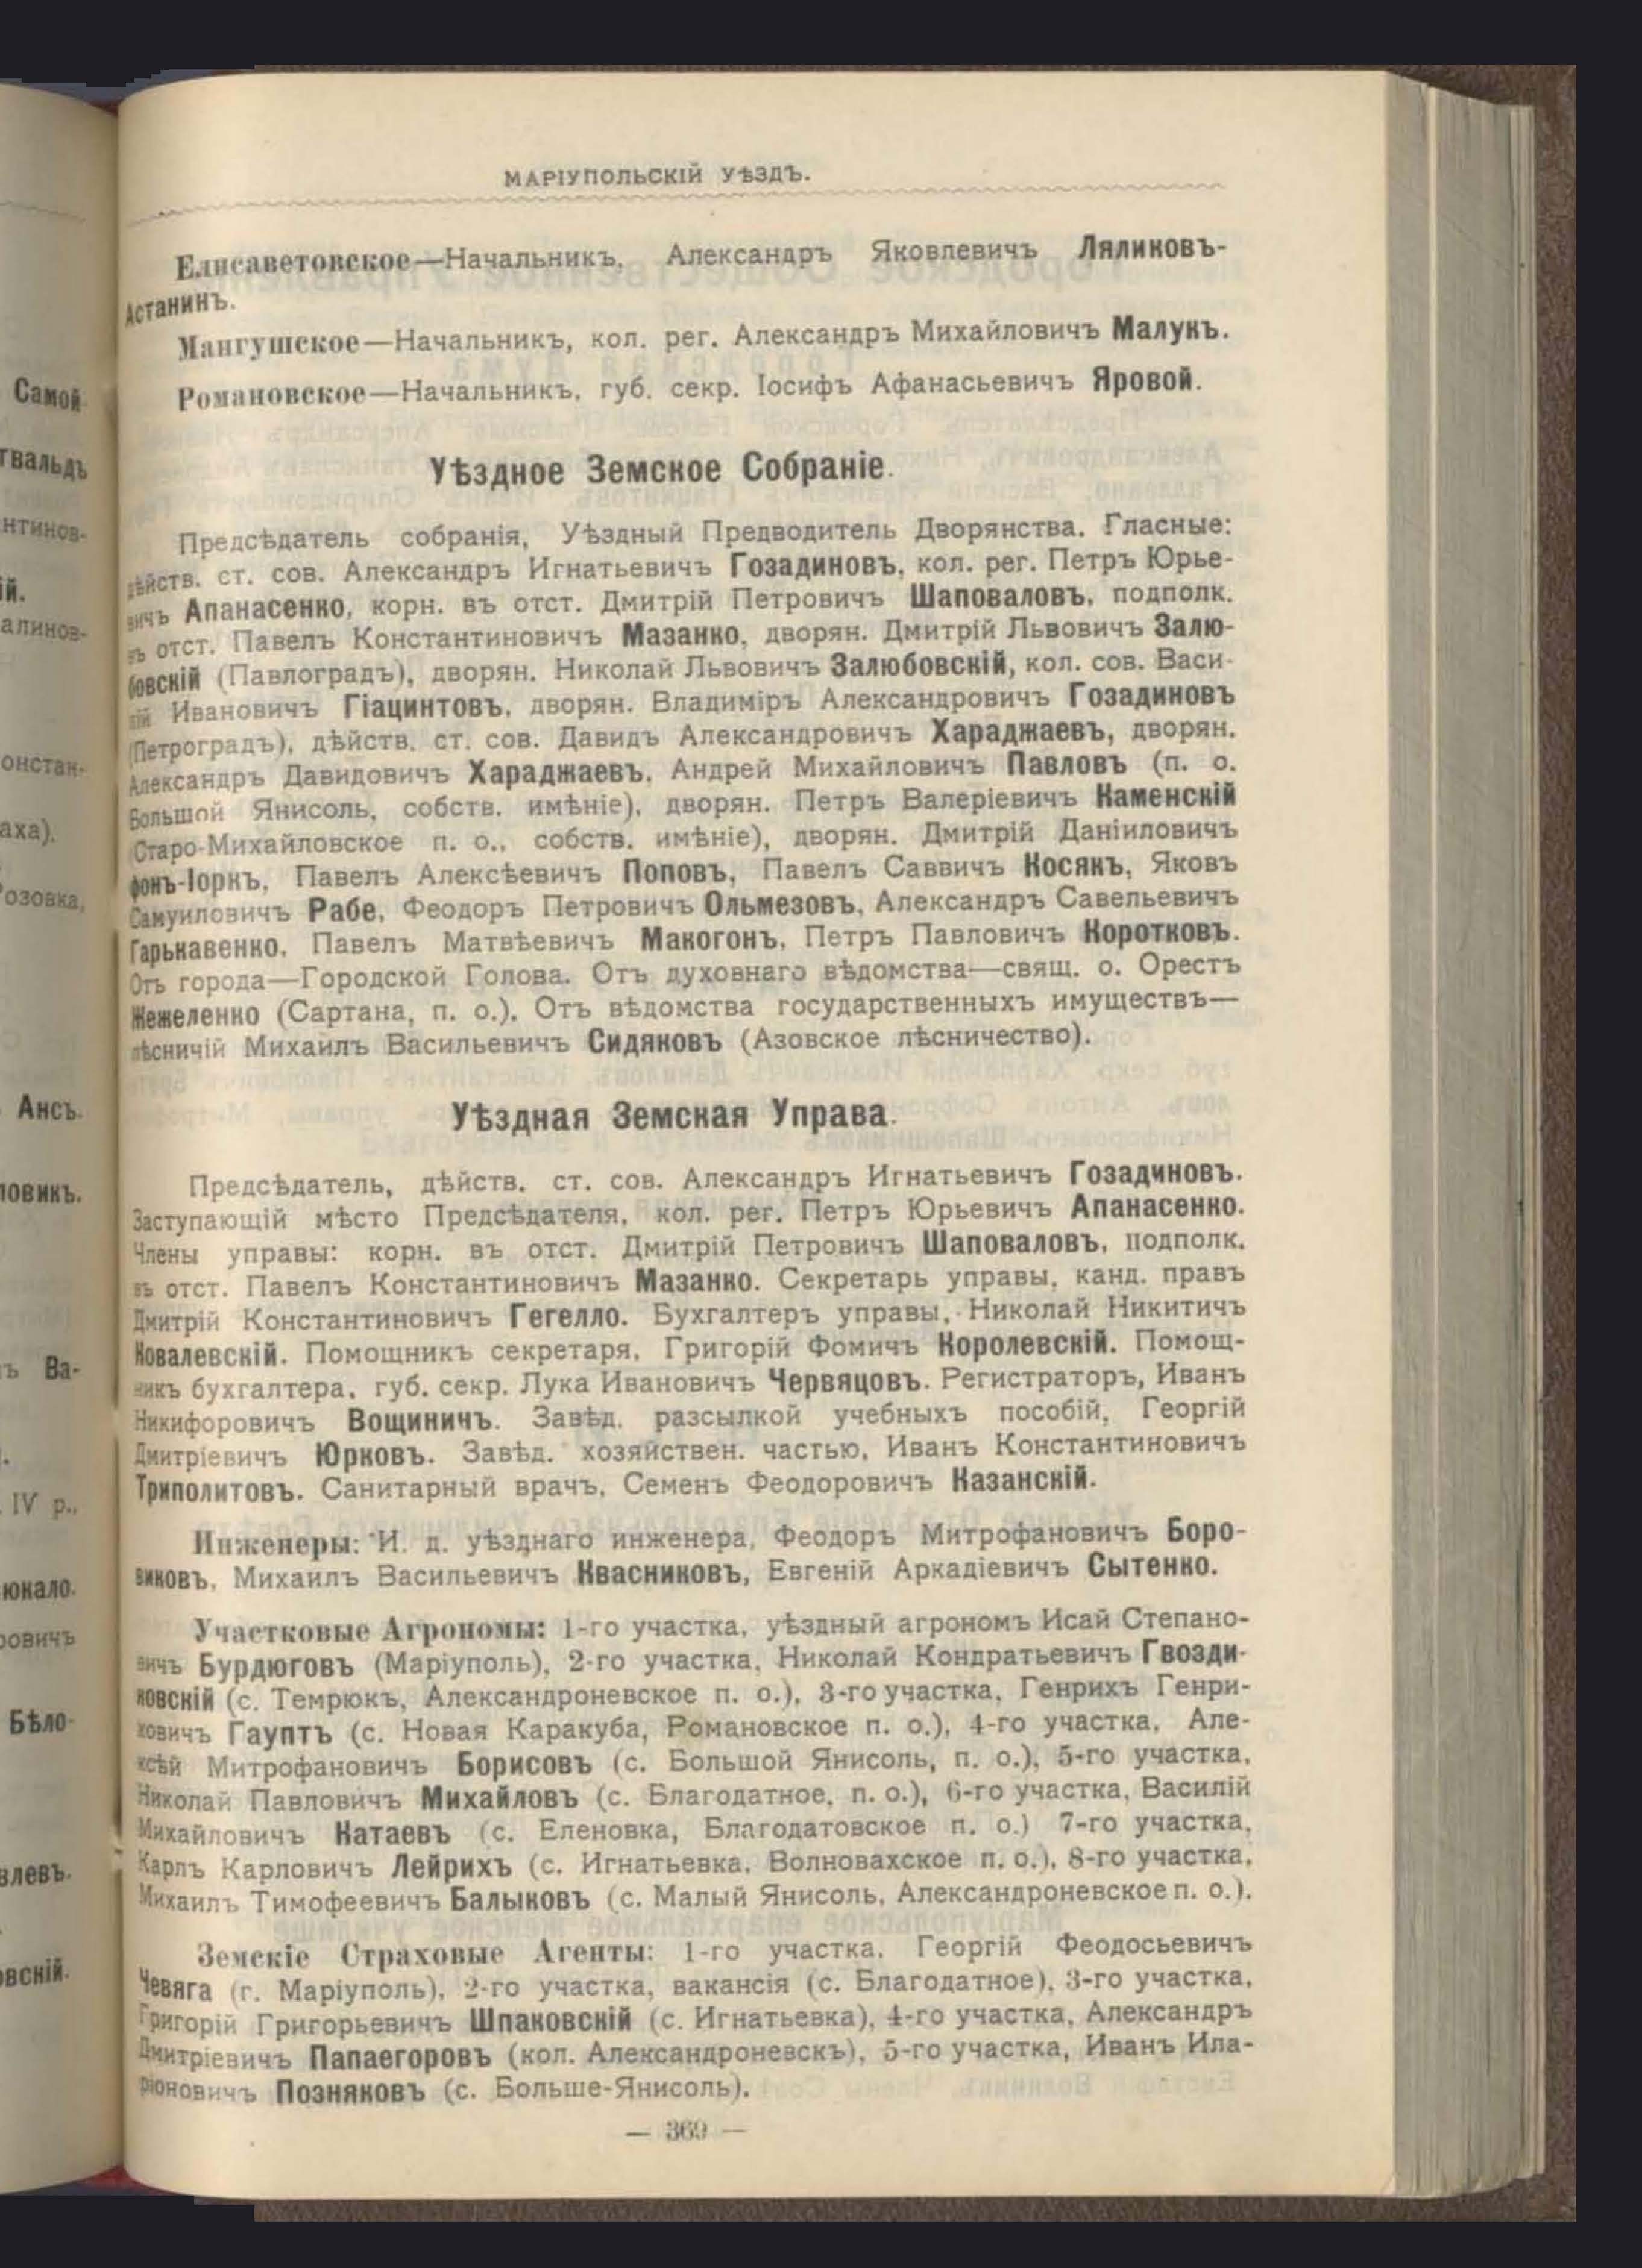 МАРІУПОЛЬСКІЙ УѢЗДЪ.
Елисаветовское—Начальникъ, Александръ Яковлевичъ Ляликовъ-
Астанинъ.
Мангушское—Начальникъ, кол. рег. Александръ Михайловичъ Малукъ.
Романовское—Начальникъ, губ. секр. Іосифъ Афанасьевичъ Яровой.
Уѣздное Земское Собраніе.
Предсѣдатель собранія, Уѣздный Предводитель Дворянства. Гласные:
дѣйств. ст. сов. Александръ Игнатьевичъ Гозадиновъ, кол. рег. Петръ Юрье-
вичъ Апанасенко, корн. въ отст. Дмитрій Петровичъ Шаповаловъ, подполк.
въ отст. Павелъ Константиновичъ Мазанко, дворян. Дмитрій Львовичъ Залю-
бовскій (Павлоградъ), дворян. Николай Львовичъ Залюбовскій, кол. сов. Васи-
лій Ивановичъ Гіацинтовъ, дворян. Владиміръ Александровичъ Гозадиновъ
(Петроградъ), дѣйств. ст. сов. Давидъ Александровичъ Хараджаевъ, дворян.
Александръ Давидовичъ Хараджаевъ, Андрей Михайловичъ Павловъ (п. о.
Большой Янисоль, собств. имѣніе), дворян. Петръ Валеріевичъ Каменскій
(Старо-Михайловское п. о., собств. имѣніе), дворян. Дмитрій Даніиловичъ
фонъ-Іоркъ, Павелъ Алексѣевичъ Поповъ, Павелъ Саввичъ Косякъ, Яковъ
Самуиловичъ Рабе, Феодоръ Петровичъ Ольмезовъ, Александръ Савельевичъ
Гарькавенко, Павелъ Матвѣевичъ Макогонъ, Петръ Павловичъ Коротковъ.
Отъ города—Городской Голова. Отъ духовнаго вѣдомства—свящ. о. Орестъ
Жежеленко (Сартана, п. о.). Отъ вѣдомства государственныхъ имуществъ—
лѣсничій Михаилъ Васильевичъ Сидяковъ (Азовское лѣсничество).
Уѣздная Земская Управа.
Предсѣдатель, дѣйств. ст. сов. Александръ Игнатьевичъ Гозадиновъ.
Заступающій мѣсто Предсѣдателя, кол. рег. Петръ Юрьевичъ Апанасенко.
Члены управы: корн. въ отст. Дмитрій Петровичъ Шаповаловъ, подполк.
въ отст. Павелъ Константиновичъ Мазанко. Секретарь управы, канд. правъ
Дмитрій Константиновичъ Гегелло. Бухгалтеръ управы, Николай Никитичъ
Ковалевскій. Помощникъ секретаря, Григорій Фомичъ Королевскій. Помощ-
никъ бухгалтера, губ. секр. Лука Ивановичъ Червяцовъ. Регистраторъ, Иванъ
Никифоровичъ Вощиничъ. Завѣд. разсылкой учебныхъ пособій, Георгій
Дмитріевичъ Юрковъ. Завѣд. хозяйствен. частью, Иванъ Константиновичъ
Триполитовъ. Санитарный врачъ, Семенъ Феодоровичъ Казанскій.
Инженеры: И. д. уѣзднаго инженера, Феодоръ Митрофановичъ Боро-
виковъ, Михаилъ Васильевичъ Квасниковъ, Евгеній Аркадіевичъ Сытенко.
Участковые Агрономы: 1-го участка, уѣздный агрономъ Исай Степано-
вичъ Бурдюговъ (Маріуполь), 2-го участка, Николай Кондратьевичъ Гвозди-
ковскій (с. Темрюкъ, Александроневское п. о.), 3-го участка, Генрихъ Генри-
ховичъ Гауптъ (с. Новая Каракуба, Романовское п. о.), 4-го участка, Але-
ксѣй Митрофановичъ Борисовъ (с. Большой Янисоль, п. о.), 5-го участка,
Николай Павловичъ Михайловъ (с. Благодатное, п. о.), 6-го участка, Василій
Михайловичъ Катаевъ (с. Еленовка, Благодатовское п. о.) 7-го участка,
Карлъ Карловичъ Лейрихъ (с. Игнатьевка, Волновахское п. о.), 8-го участка,
Михаилъ Тимофеевичъ Балыковъ (с. Малый Янисоль, Александроневское п. о.).
Земскіе Страховые Агенты: 1-го участка, Георгій Феодосьевичъ
Чевяга (г. Маріуполь), 2-го участка, вакансія (с. Благодатное), 3-го участка,
Григорій Григорьевичъ Шпаковскій (с. Игнатьевка), 4-го участка, Александръ
Дмитріевичъ Папаегоровъ (кол. Александроневскъ), 5-го участка, Иванъ Ила-
ріоновичъ Позняковъ (с. Больше-Янисоль).
— 369 —
Самой
гвальдъ
нтинов-
ій.
алинов-
онстан-
аха).
Розовка,
Ансъ.
ловикъ.
ъ Ва-
IV р.,
юкало.
ровичъ
Бѣло-
влевъ.
овскій.